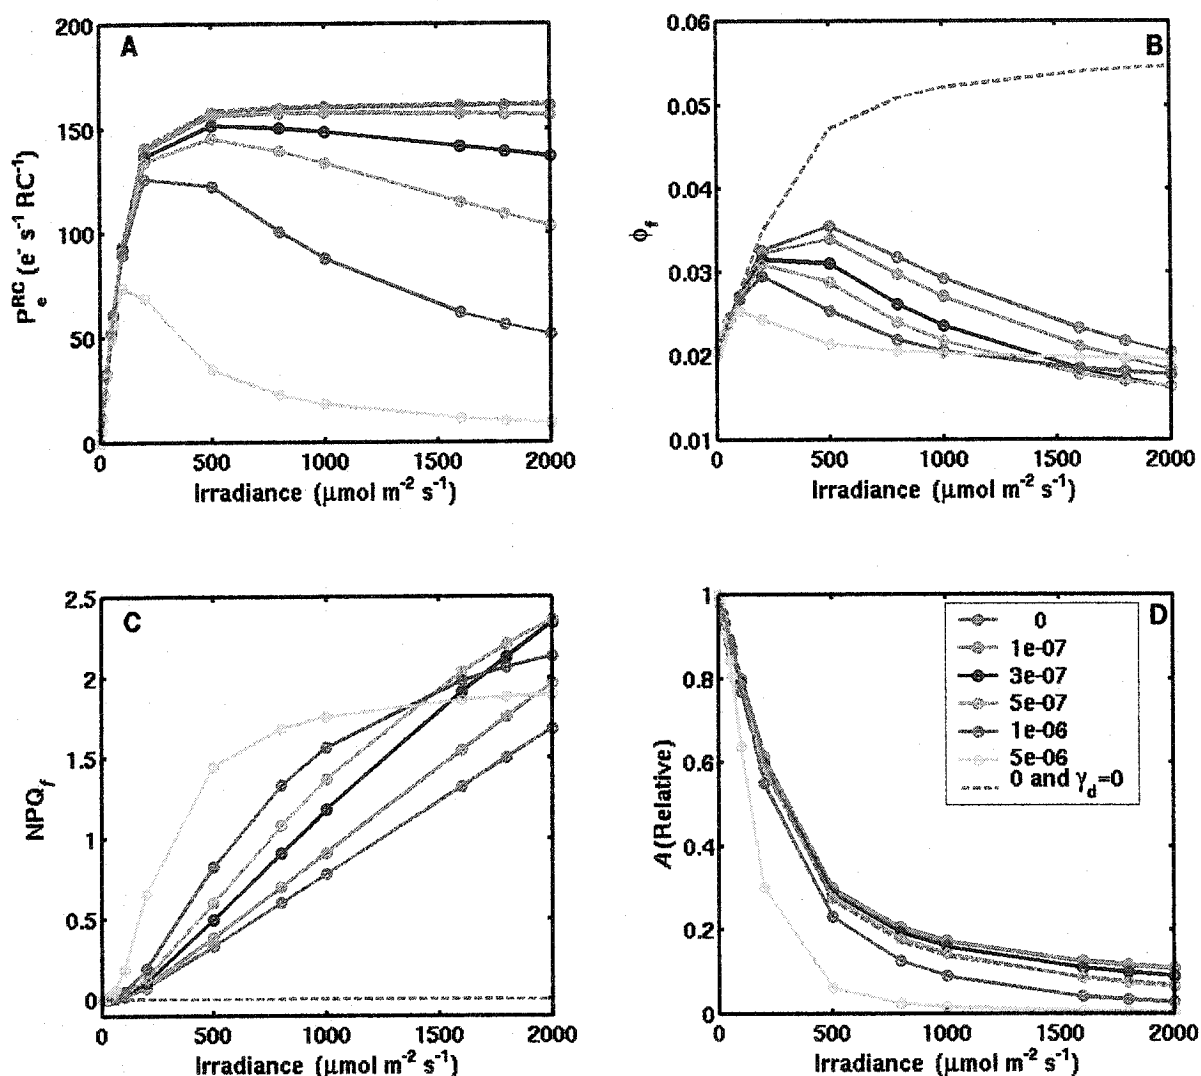 A
200
150
100
50
0
P_e^RC (e⁻ s⁻¹ RC⁻¹)
0 500 1000 1500 2000
Irradiance (μmol m⁻² s⁻¹)
B
0.06
0.05
0.04
0.03
0.02
0.01
ϕ_f
0 500 1000 1500 2000
Irradiance (μmol m⁻² s⁻¹)
C
2.5
2
1.5
1
0.5
0
NPQ_f
0 500 1000 1500 2000
Irradiance (μmol m⁻² s⁻¹)
D
1
0.8
0.6
0.4
0.2
0
A (Relative)
0
1e-07
3e-07
5e-07
1e-06
5e-06
0 and γ_d=0
0 500 1000 1500 2000
Irradiance (μmol m⁻² s⁻¹)